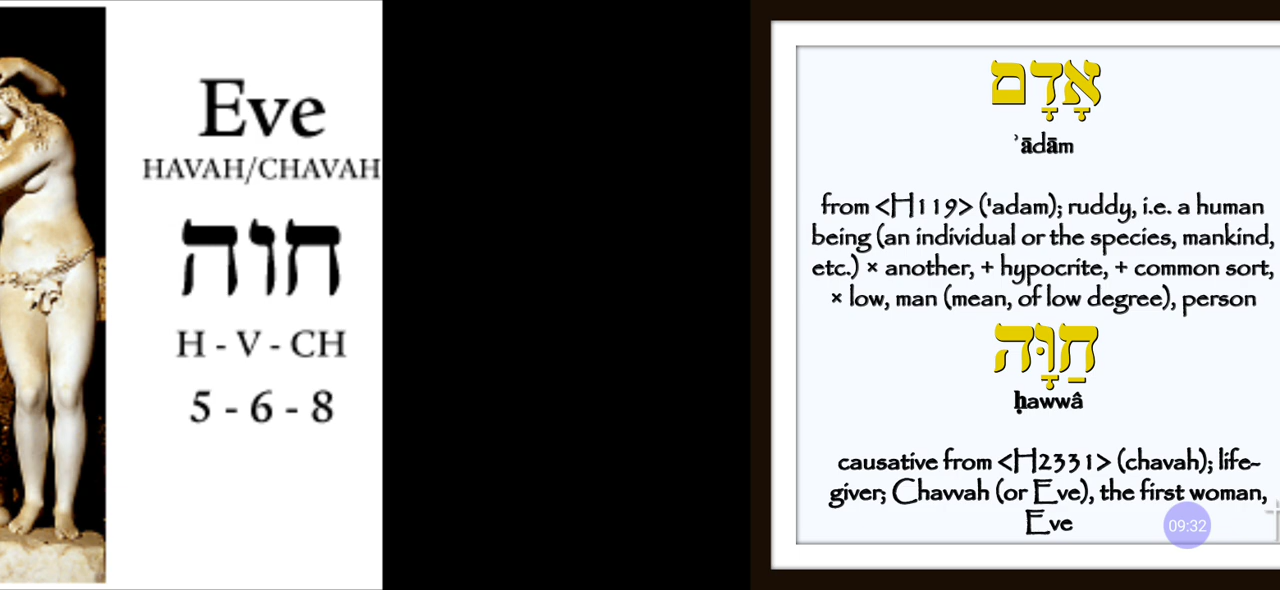 Eve
HAVAH/CHAVAH
חוה
H - V - CH
5 - 6 - 8
אָדָם
ʾādām
from <H119> ('adam); ruddy, i.e. a human
being (an individual or the species, mankind,
etc.) × another, + hypocrite, + common sort,
× low, man (mean, of low degree), person
חַוָּה
ḥawwâ
causative from <H2331> (chavah); life-
giver; Chavvah (or Eve), the first woman,
Eve
09:32